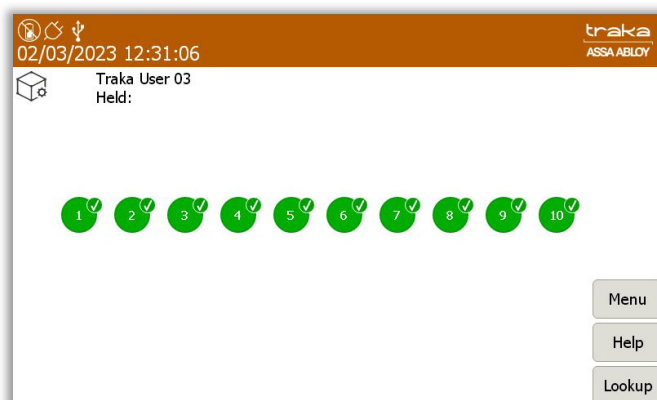 traka
02/03/2023 12:31:06
ASSA ABLOY
Traka User 03
Held:
1 2 3 4 5 6 7 8 9 10
Menu
Help
Lookup